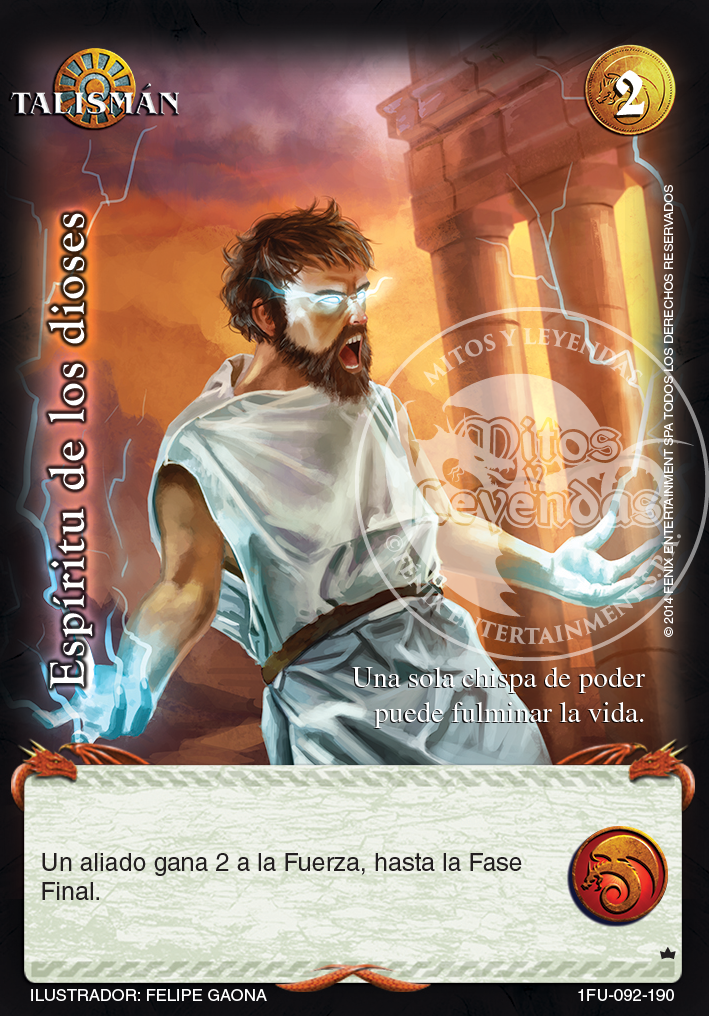 TALISMÁN
2
Espíritu de los dioses
© 2014 FENIX ENTERTAINMENT SPA TODOS LOS DERECHOS RESERVADOS
MITOS Y LEYENDAS
Mitos
y
Leyendas
ENTERTAINMENT S.P.A.
Una sola chispa de poder
puede fulminar la vida.
Un aliado gana 2 a la Fuerza, hasta la Fase
Final.
ILUSTRADOR: FELIPE GAONA
1FU-092-190